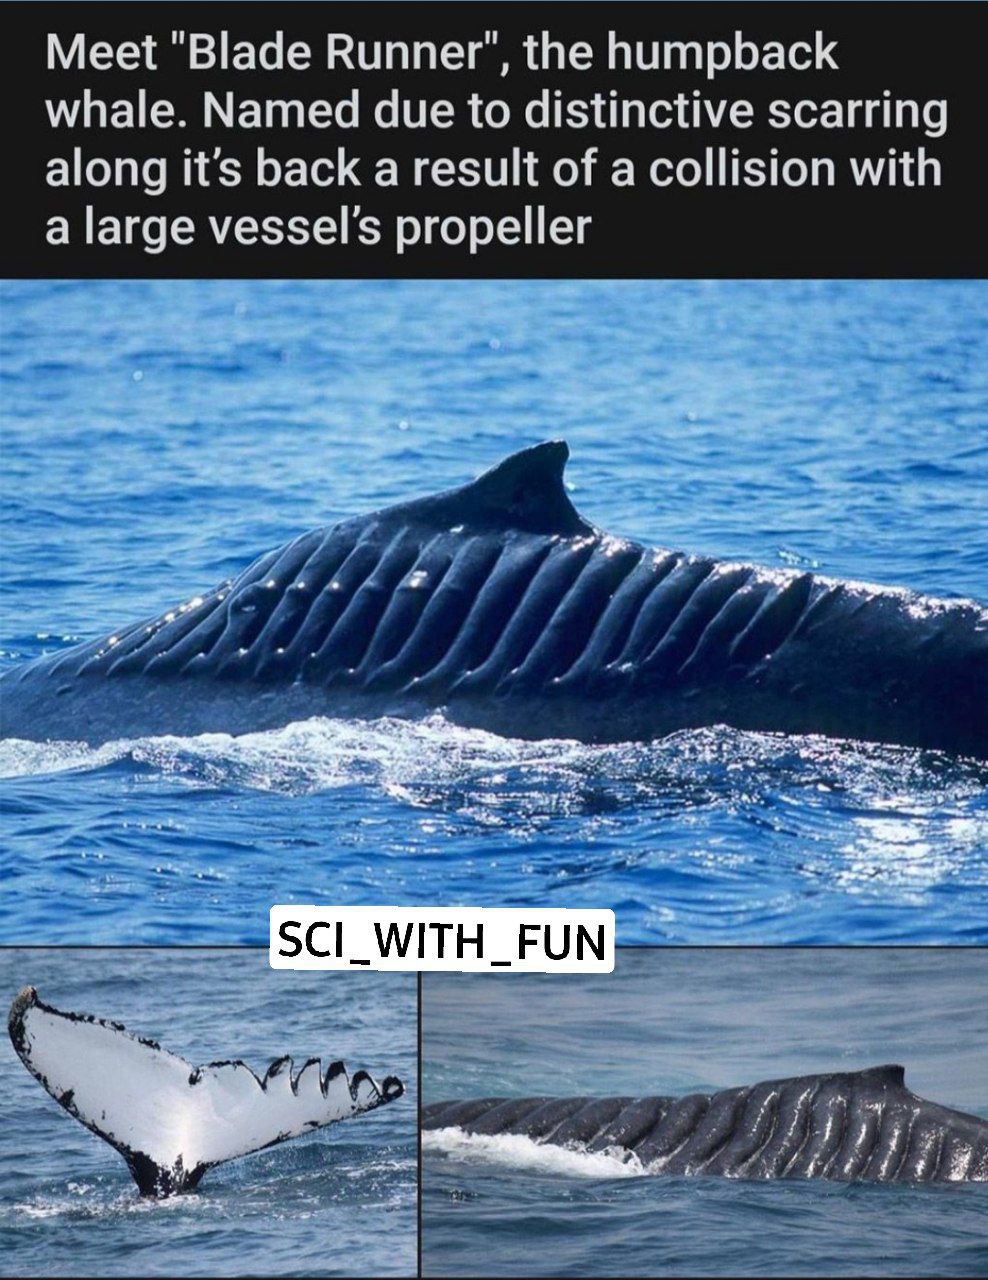 Meet "Blade Runner", the humpback
whale. Named due to distinctive scarring
along it’s back a result of a collision with
a large vessel’s propeller
SCI_WITH_FUN